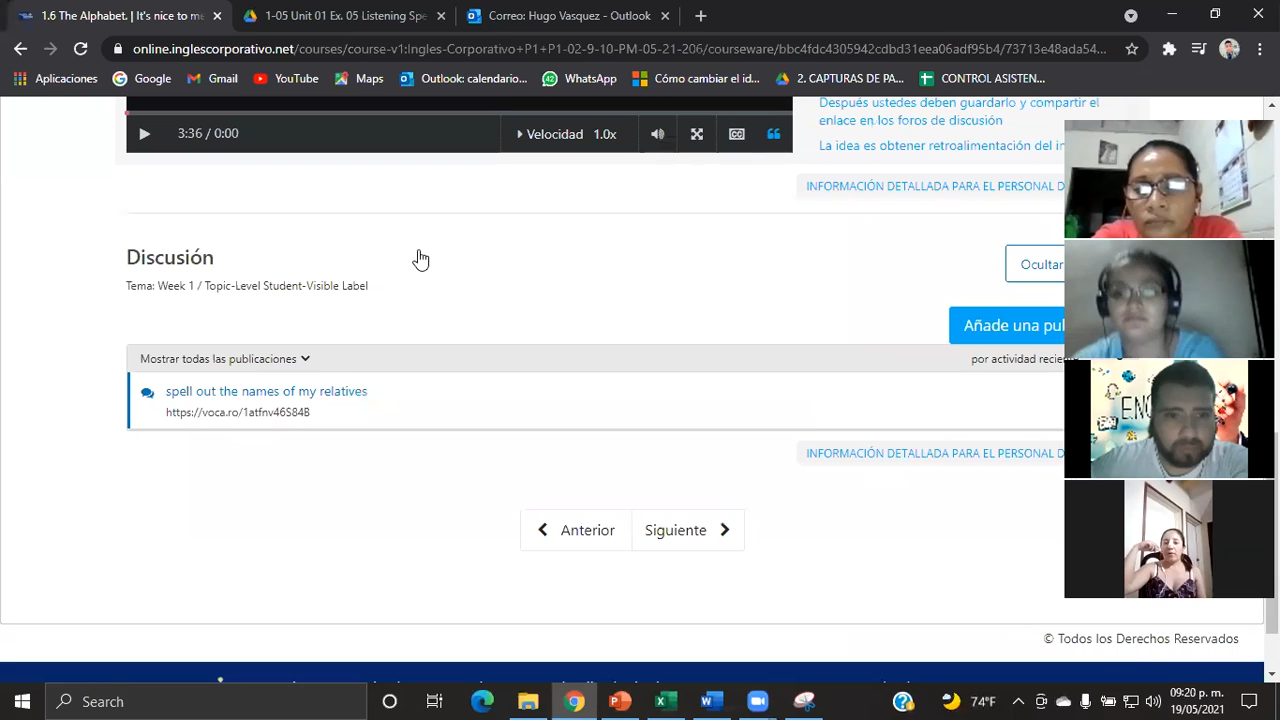 1.6 The Alphabet. | It's nice to me
1-05 Unit 01 Ex. 05 Listening Spe
Correo: Hugo Vasquez - Outlook
online.inglescorporativo.net/courses/course-v1:Ingles-Corporativo+P1+P1-02-9-10-PM-05-21-206/courseware/bbc4fdc4305942cdbd31eea06adf95b4/73713e48ada54...
Aplicaciones
Google
Gmail
YouTube
Maps
Outlook: calendario...
WhatsApp
Cómo cambiar el id...
2. CAPTURAS DE PA...
CONTROL ASISTEN...
Después ustedes deben guardarlo y compartir el
enlace en los foros de discusión
3:36 / 0:00
Velocidad 1.0x
La idea es obtener retroalimentación del in
INFORMACIÓN DETALLADA PARA EL PERSONAL D
Discusión
Ocultar
Tema: Week 1 / Topic-Level Student-Visible Label
Añade una pul
Mostrar todas las publicaciones
por actividad recie
spell out the names of my relatives
https://voca.ro/1atfnv46S84B
INFORMACIÓN DETALLADA PARA EL PERSONAL D
Anterior
Siguiente
© Todos los Derechos Reservados
Search
74°F
09:20 p. m.
19/05/2021